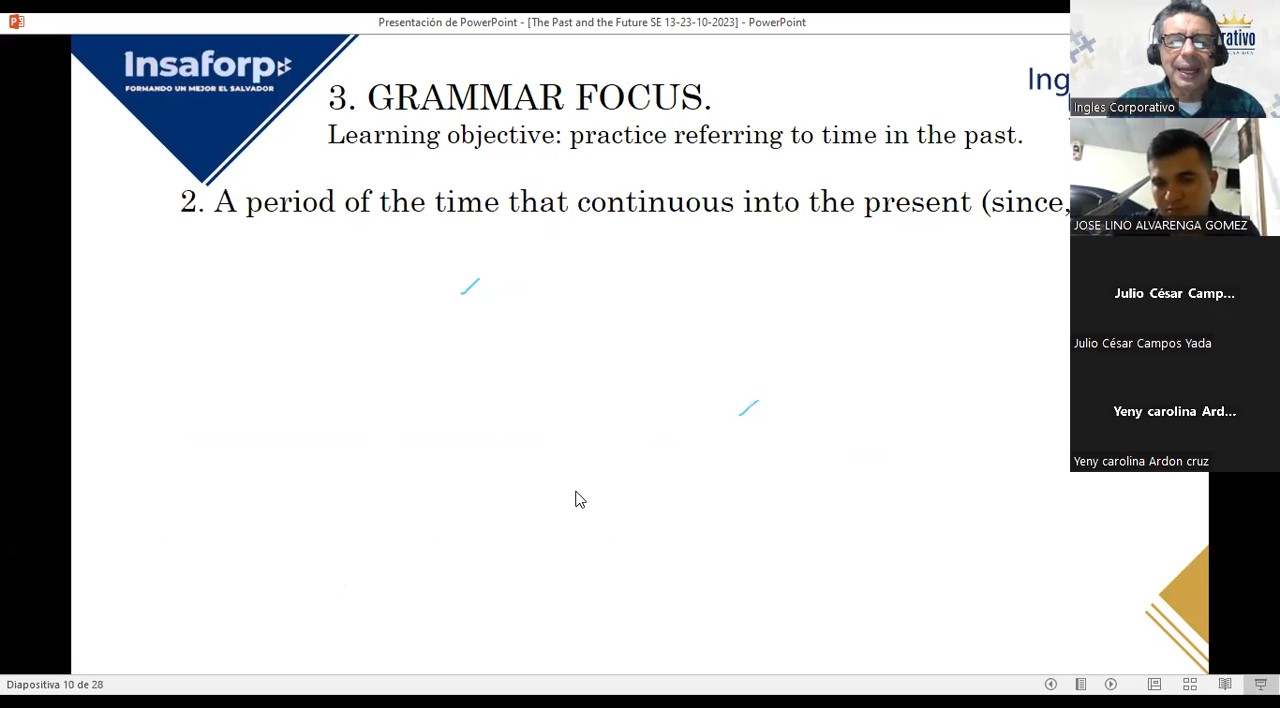 Presentación de PowerPoint - [The Past and the Future SE 13-23-10-2023] - PowerPoint
Insaforp
FORMANDO UN MEJOR EL SALVADOR
3. GRAMMAR FOCUS.
Learning objective: practice referring to time in the past.
Ing
2. A period of the time that continuous into the present (since,
rativo
Ingles Corporativo
JOSE LINO ALVARENGA GOMEZ
Julio César Camp...
Julio César Campos Yada
Yeny carolina Ard...
Yeny carolina Ardon cruz
Diapositiva 10 de 28